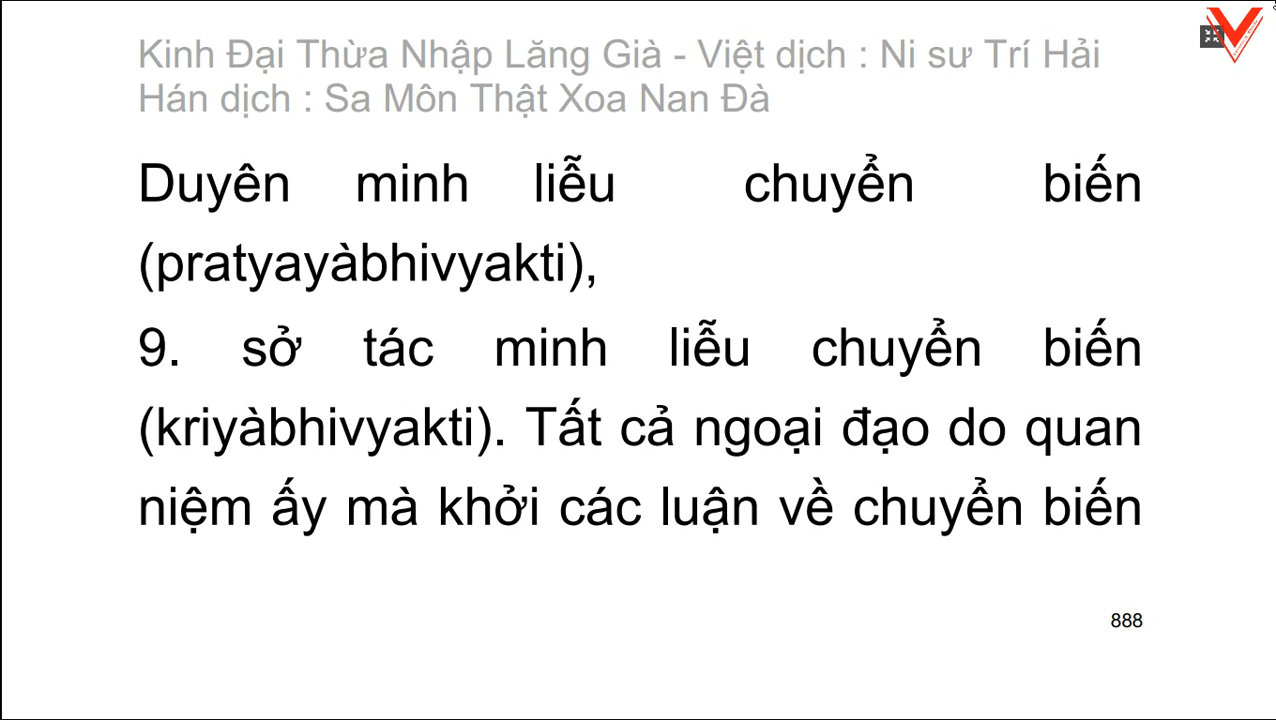 Kinh Đại Thừa Nhập Lăng Già - Việt dịch : Ni sư Trí Hải
Hán dịch : Sa Môn Thật Xoa Nan Đà
Duyên minh liễu chuyển biến
(pratyayàbhivyakti),
9. sở tác minh liễu chuyển biến
(kriyàbhivyakti). Tất cả ngoại đạo do quan
niệm ấy mà khởi các luận về chuyển biến
888